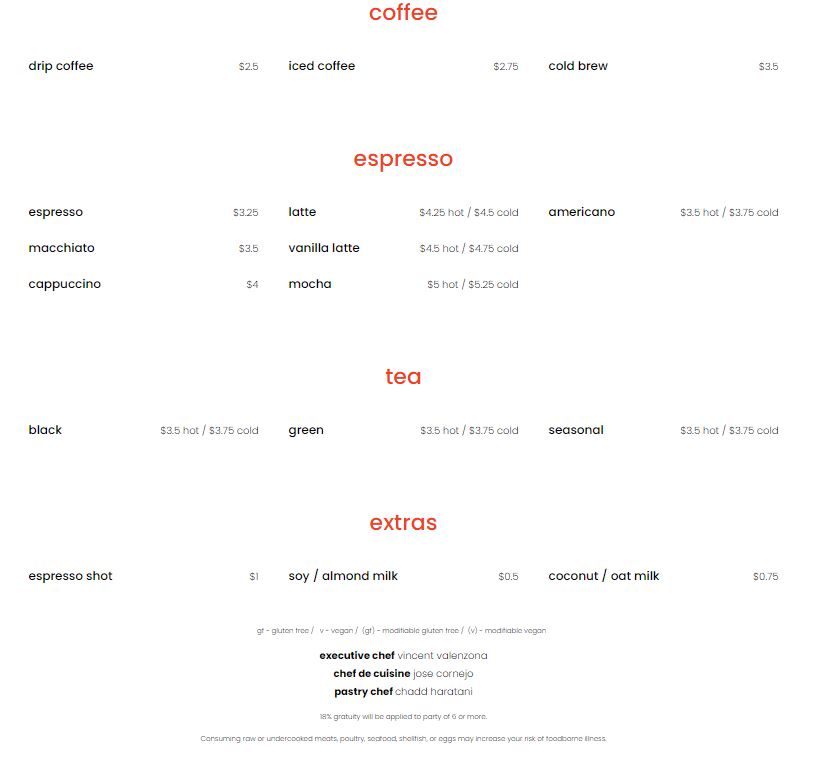 coffee
drip coffee $2.5 iced coffee $2.75 cold brew $3.5
espresso
espresso $3.25 latte $4.25 hot / $4.5 cold americano $3.5 hot / $3.75 cold
macchiato $3.5 vanilla latte $4.5 hot / $4.75 cold
cappuccino $4 mocha $5 hot / $5.25 cold
tea
black $3.5 hot / $3.75 cold green $3.5 hot / $3.75 cold seasonal $3.5 hot / $3.75 cold
extras
espresso shot $1 soy / almond milk $0.5 coconut / oat milk $0.75
gf - gluten free / v - vegan / (gf) - modifiable gluten free / (v) - modifiable vegan
executive chef vincent valenzona
chef de cuisine jose cornejo
pastry chef chadd haratani
18% gratuity will be applied to party of 6 or more.
Consuming raw or undercooked meats, poultry, seafood, shellfish, or eggs may increase your risk of foodborne illness.